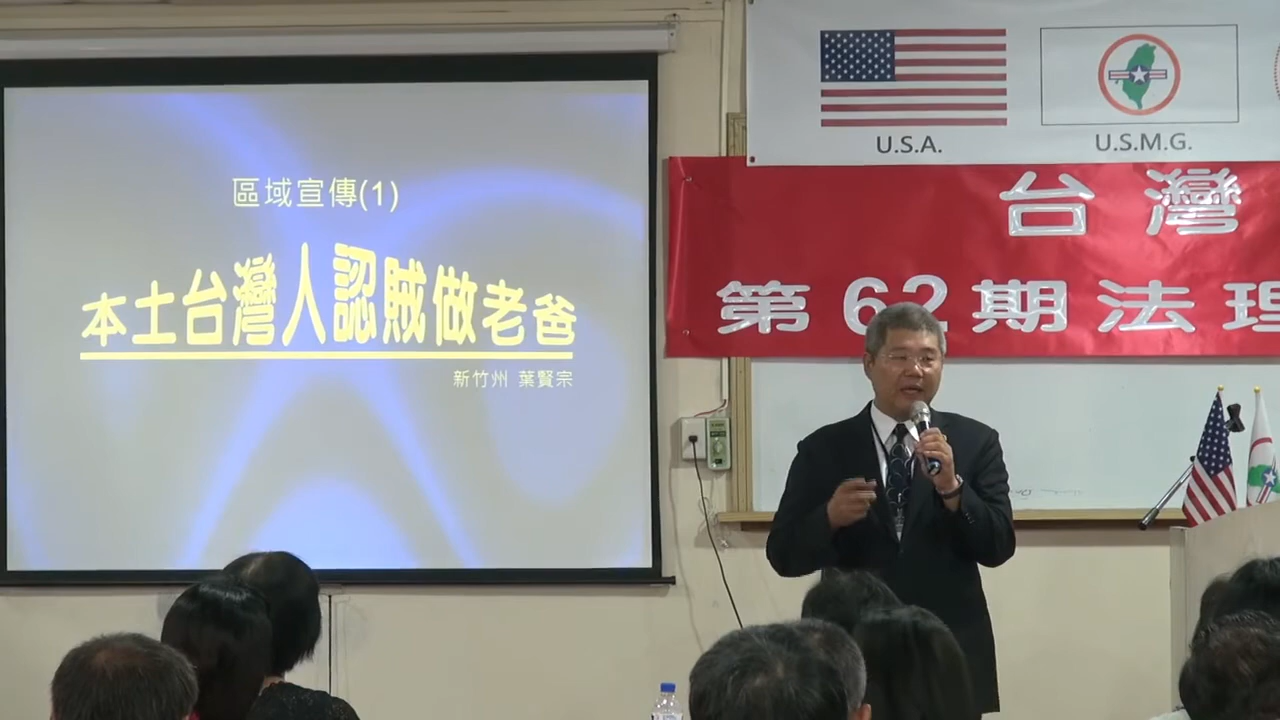 區域宣傳(1)
本土台灣人認賊做老爸
新竹州 葉賢宗
U.S.A.
U.S.M.G.
台灣
第62期法理